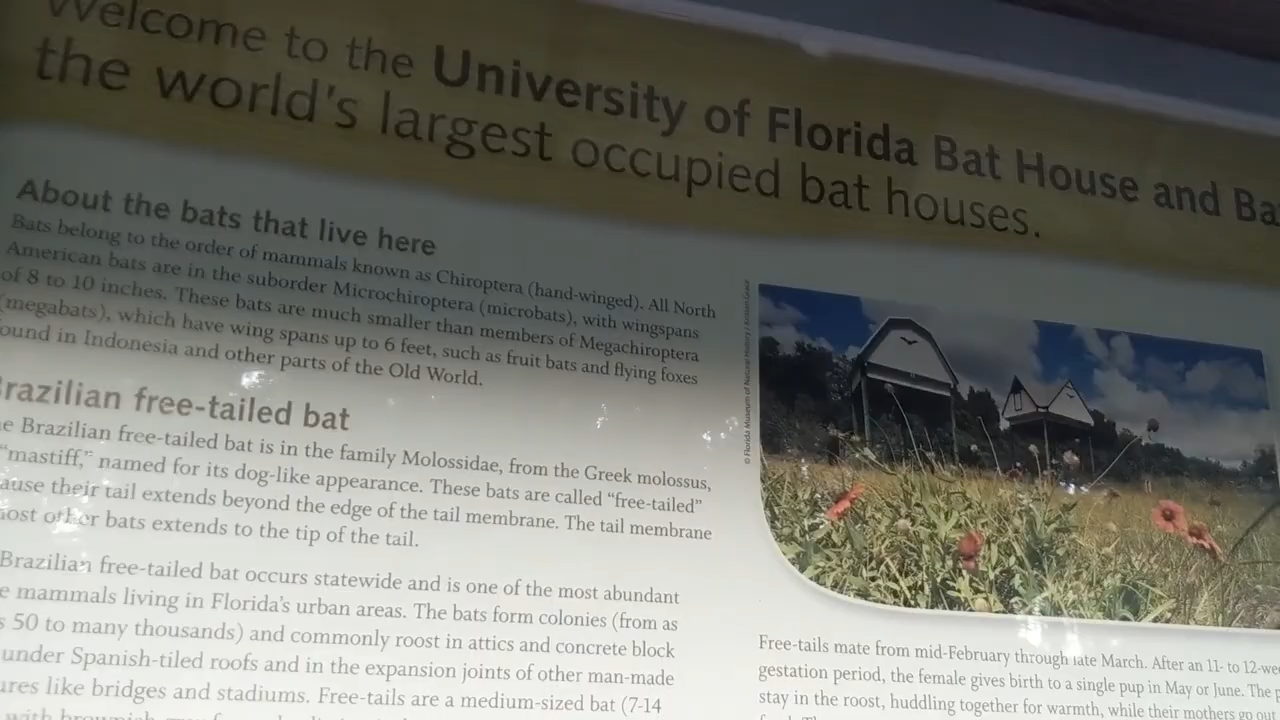 Welcome to the University of Florida Bat House and
the world's largest occupied bat houses.
About the bats that live here
Bats belong to the order of mammals known as Chiroptera (hand-winged). All North
American bats are in the suborder Microchiroptera (microbats), with wingspans
of 8 to 10 inches. These bats are much smaller than members of Megachiroptera
(megabats), which have wing spans up to 6 feet, such as fruit bats and flying foxes
ound in Indonesia and other parts of the Old World.
razilian free-tailed bat
e Brazilian free-tailed bat is in the family Molossidae, from the Greek molossus,
"mastiff," named for its dog-like appearance. These bats are called "free-tailed"
ause their tail extends beyond the edge of the tail membrane. The tail membrane
ost other bats extends to the tip of the tail.
Brazilian free-tailed bat occurs statewide and is one of the most abundant
e mammals living in Florida's urban areas. The bats form colonies (from as
s 50 to many thousands) and commonly roost in attics and concrete block
under Spanish-tiled roofs and in the expansion joints of other man-made
ures like bridges and stadiums. Free-tails are a medium-sized bat (7-14
© Florida Museum of Natural History / Kristen Grace
Free-tails mate from mid-February through late March. After an 11- to 12-we
gestation period, the female gives birth to a single pup in May or June. The p
stay in the roost, huddling together for warmth, while their mothers go out